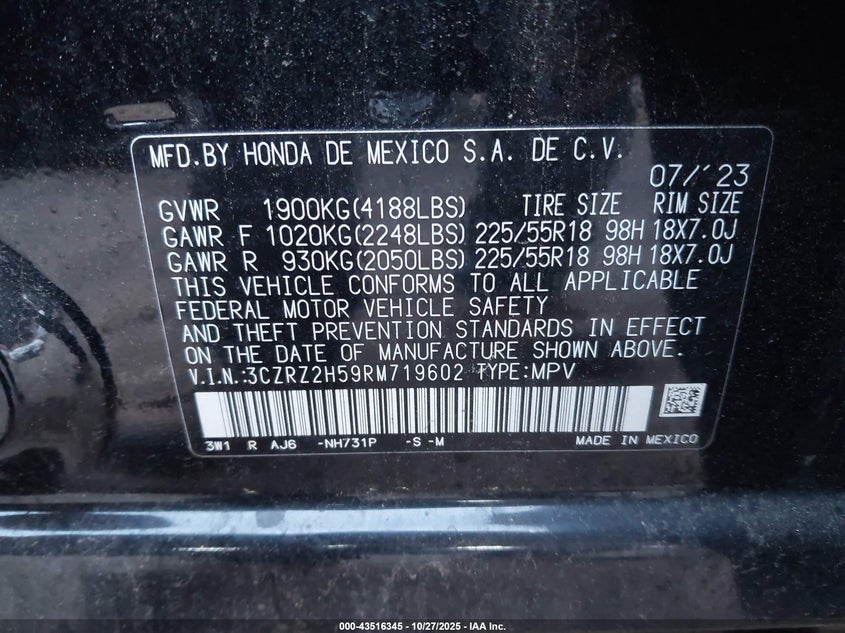 MFD.BY HONDA DE MEXICO S.A. DE C.V.
07/'23
GVWR 1900KG(4188LBS) TIRE SIZE RIM SIZE
GAWR F 1020KG(2248LBS) 225/55R18 98H 18X7.0J
GAWR R 930KG(2050LBS) 225/55R18 98H 18X7.0J
THIS VEHICLE CONFORMS TO ALL APPLICABLE
FEDERAL MOTOR VEHICLE SAFETY
AND THEFT PREVENTION STANDARDS IN EFFECT
ON THE DATE OF MANUFACTURE SHOWN ABOVE.
V.I.N.:3CZRZ2H59RM719602 TYPE:MPV
3W1 R AJ6 -NH731P -S -M MADE IN MEXICO
000-43516345 | 10/27/2025 - IAA Inc.